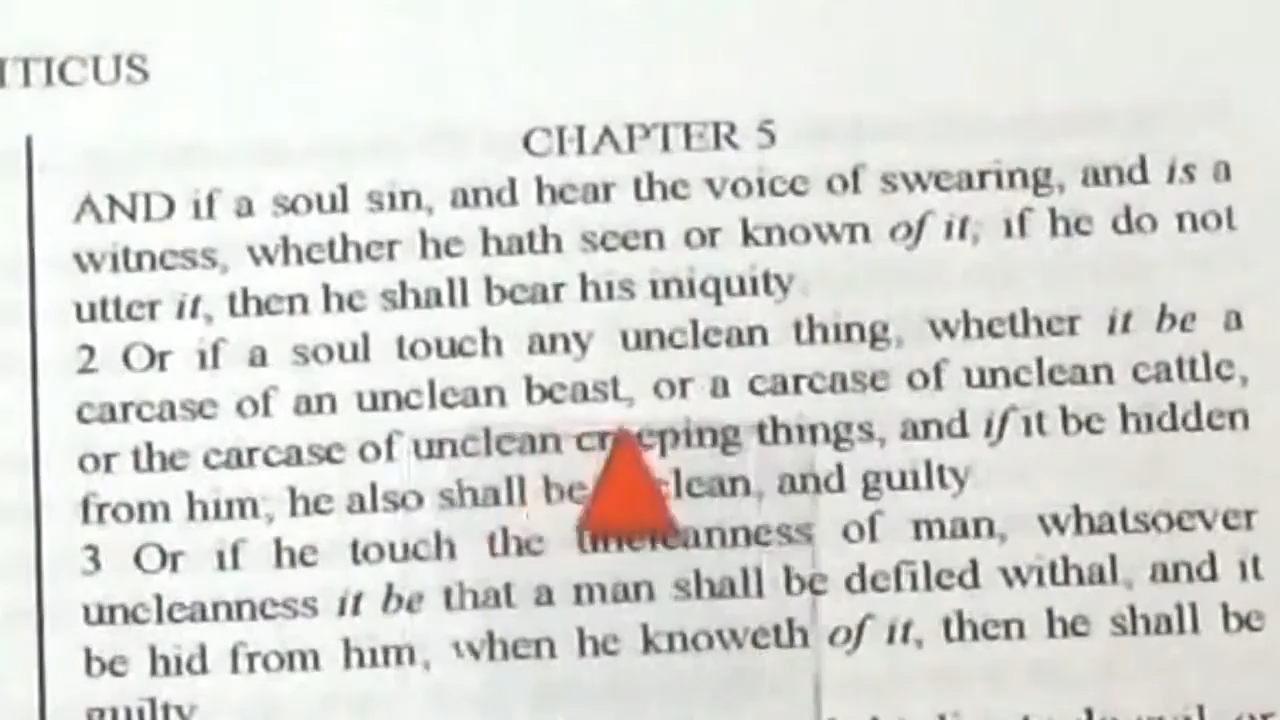 ITICUS
CHAPTER 5
AND if a soul sin, and hear the voice of swearing, and is a
witness, whether he hath seen or known of it; if he do not
utter it, then he shall bear his iniquity
2 Or if a soul touch any unclean thing, whether it be a
carcase of an unclean beast, or a carcase of unclean cattle,
or the carcase of unclean creeping things, and if it be hidden
from him; he also shall be unclean, and guilty
3 Or if he touch the uncleanness of man, whatsoever
uncleanness it be that a man shall be defiled withal, and it
be hid from him, when he knoweth of it, then he shall be
guilty